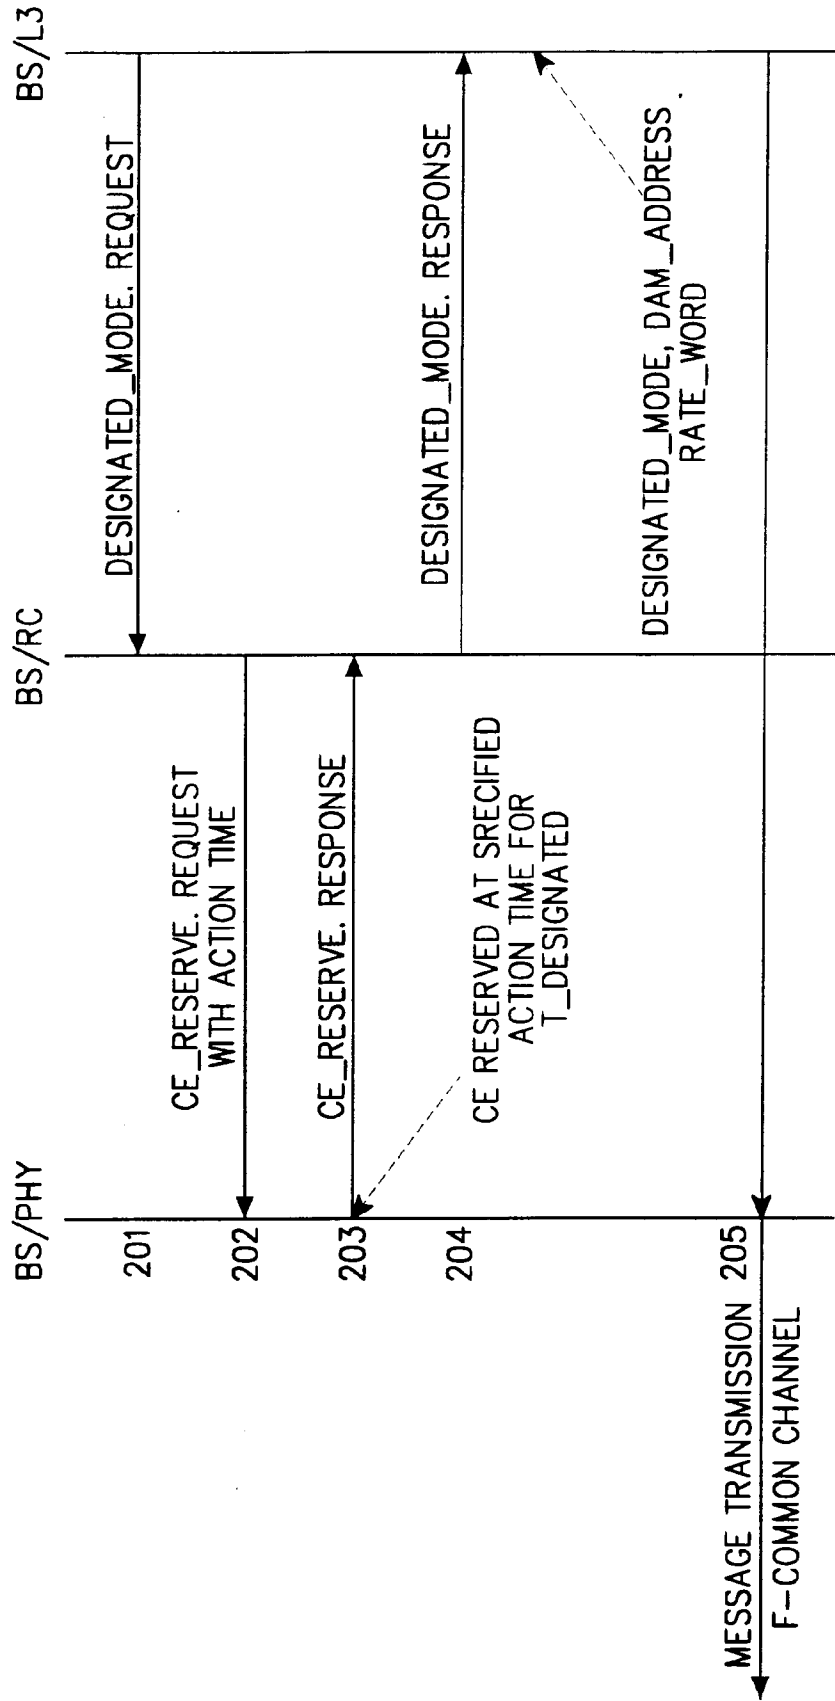 BS/PHY
BS/RC
BS/L3
201
DESIGNATED_MODE. REQUEST
202
CE_RESERVE. REQUEST
WITH ACTION TIME
203
CE_RESERVE. RESPONSE
204
DESIGNATED_MODE. RESPONSE
CE RESERVED AT SRECIFIED
ACTION TIME FOR
T_DESIGNATED
DESIGNATED_MODE, DAM_ADDRESS
RATE_WORD
205
MESSAGE TRANSMISSION
F-COMMON CHANNEL